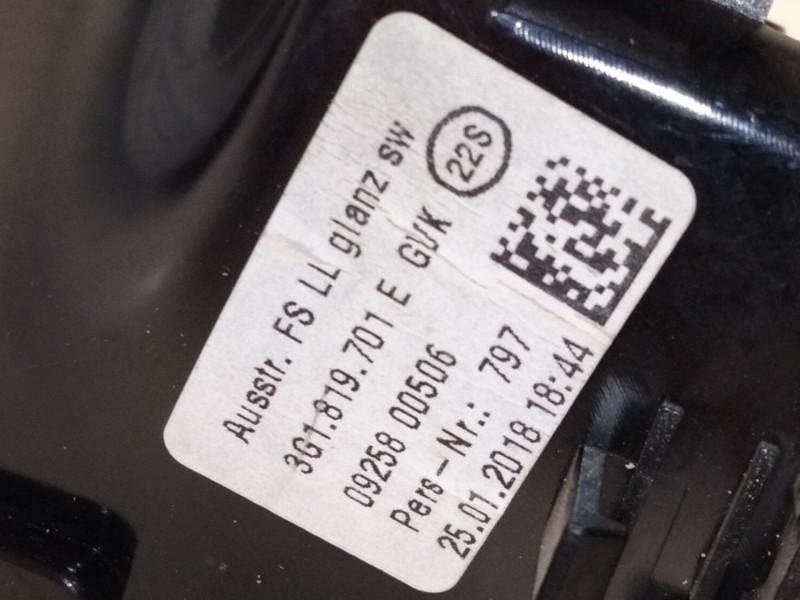 Ausstr. FS LL glanz sw
22S
3G1.819.701 E GVK
09258 00506
Pers-Nr.: 797
25.01.2018 18:44